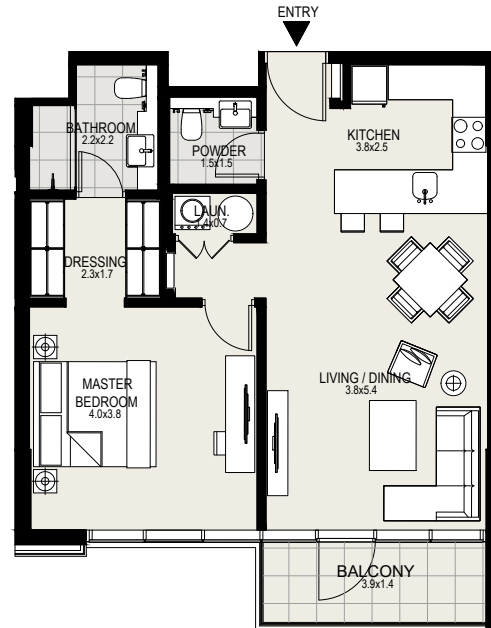 ENTRY
BATHROOM
2.2x2.2
POWDER
1.5x1.5
KITCHEN
3.8x2.5
LAUN.
1.4x0.7
DRESSING
2.3x1.7
MASTER
BEDROOM
4.0x3.8
LIVING / DINING
3.8x5.4
BALCONY
3.9x1.4